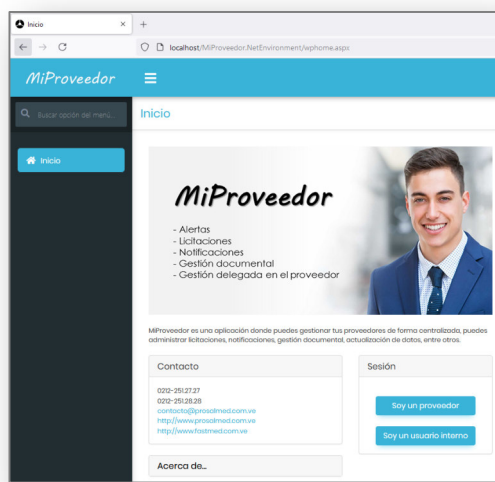 Inicio
localhost/MiProveedor.NetEnvironment/wphome.aspx
MiProveedor
Buscar opción del menú...
Inicio
Inicio
MiProveedor
- Alertas
- Licitaciones
- Notificaciones
- Gestión documental
- Gestión delegada en el proveedor
MiProveedor es una aplicación donde puedes gestionar tus proveedores de forma centralizada, puedes
administrar licitaciones, notificaciones, gestión documental, actualización de datos, entre otros.
Contacto
0212-251.27.27
0212-251.28.28
contacto@prosalmed.com.ve
http://www.prosalmed.com.ve
http://www.fastmed.com.ve
Sesión
Soy un proveedor
Soy un usuario interno
Acerca de...